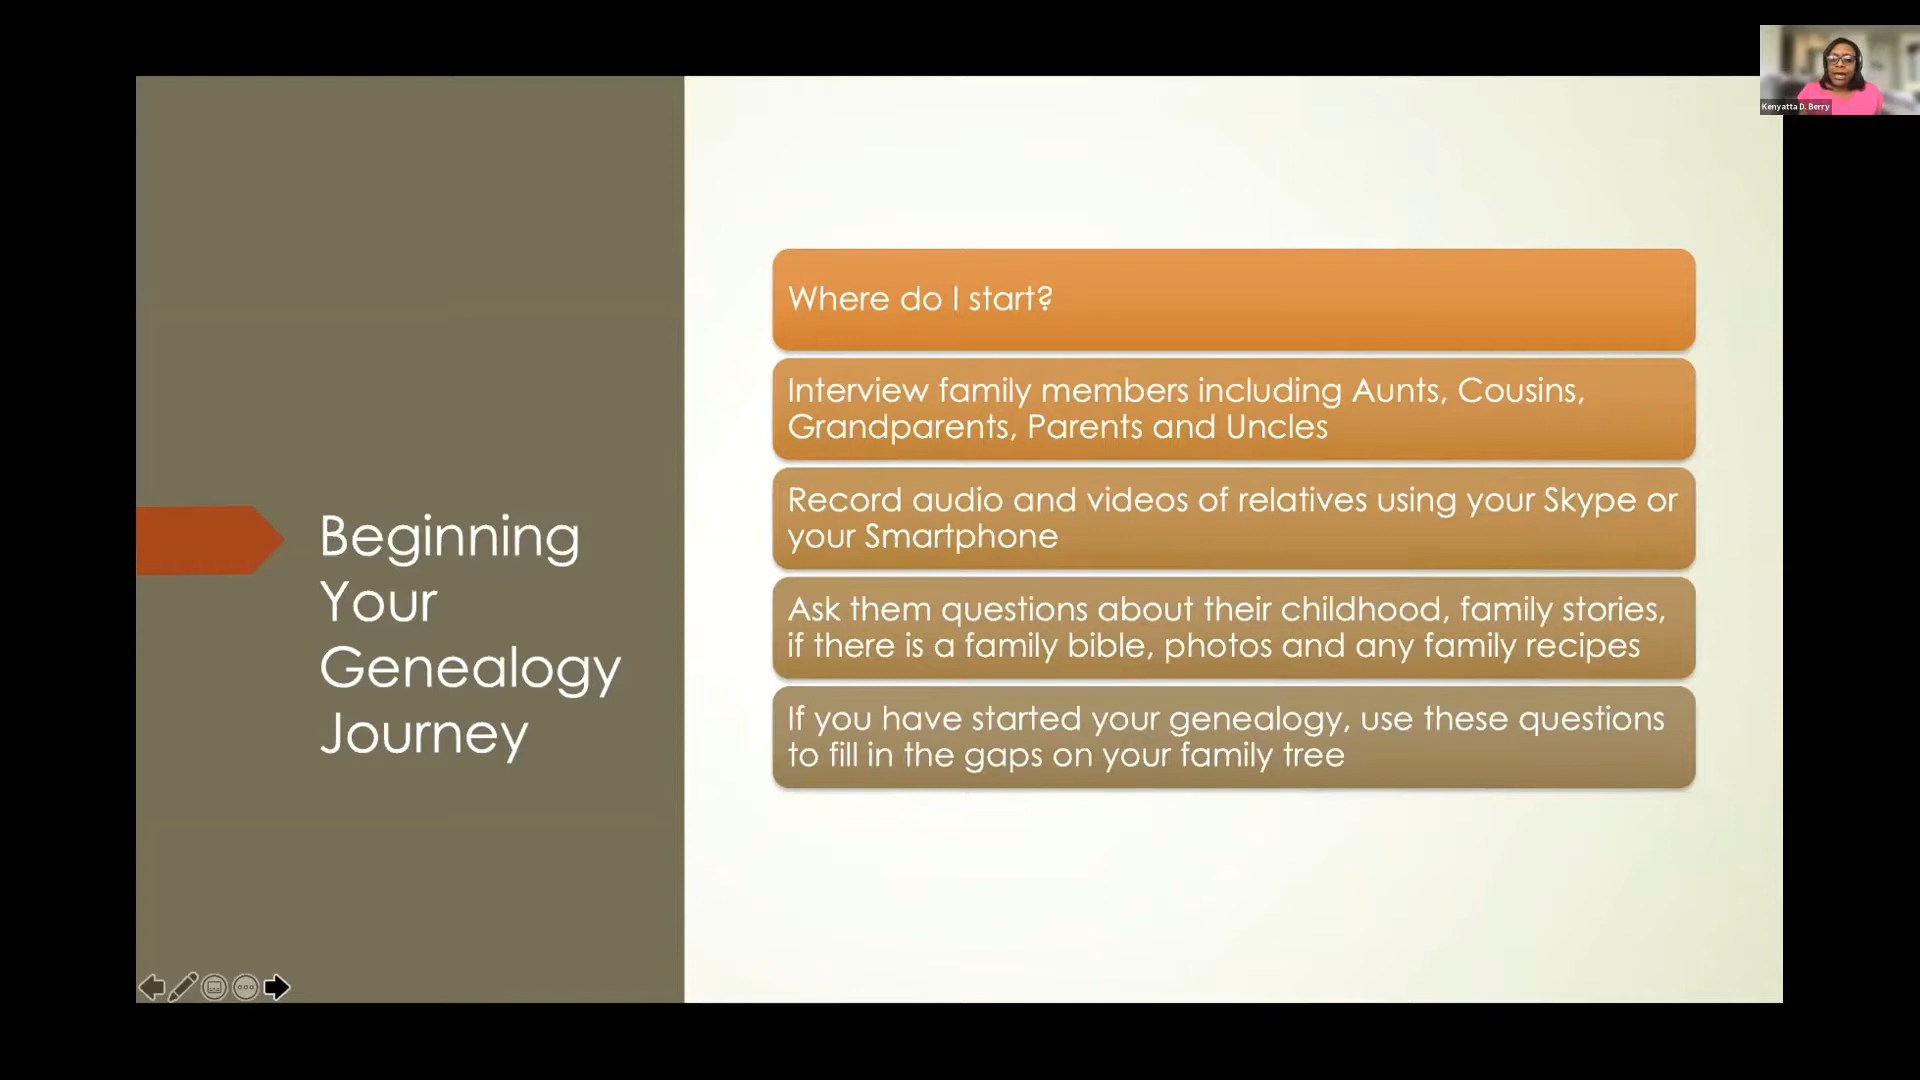 Kenyatta D. Berry
Beginning
Your
Genealogy
Journey
Where do I start?
Interview family members including Aunts, Cousins,
Grandparents, Parents and Uncles
Record audio and videos of relatives using your Skype or
your Smartphone
Ask them questions about their childhood, family stories,
if there is a family bible, photos and any family recipes
If you have started your genealogy, use these questions
to fill in the gaps on your family tree